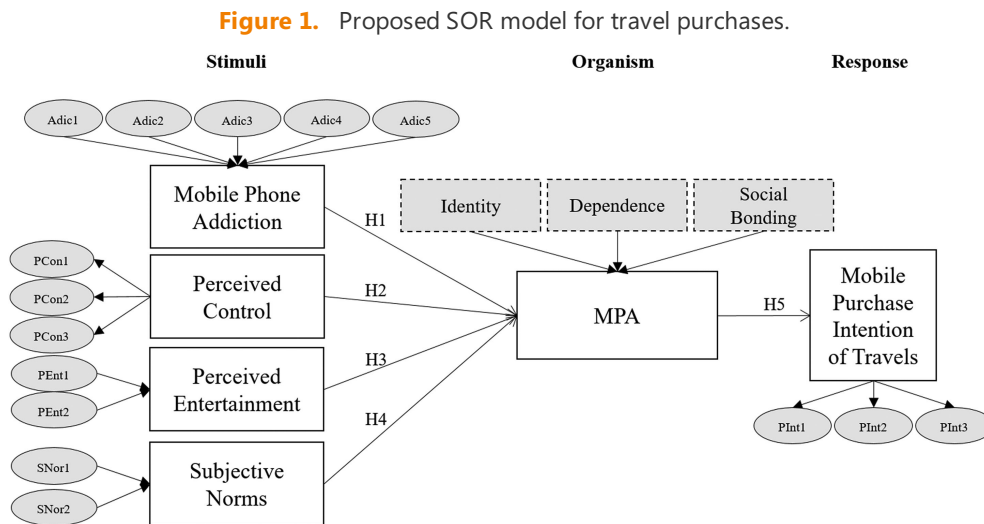 Figure 1. Proposed SOR model for travel purchases.
Stimuli
Organism
Response
Adic1
Adic2
Adic3
Adic4
Adic5
Mobile Phone
Addiction
Identity
Dependence
Social
Bonding
H1
PCon1
PCon2
PCon3
Perceived
Control
H2
MPA
H5
Mobile
Purchase
Intention
of Travels
PEnt1
PEnt2
Perceived
Entertainment
H3
H4
PInt1
PInt2
PInt3
SNor1
SNor2
Subjective
Norms